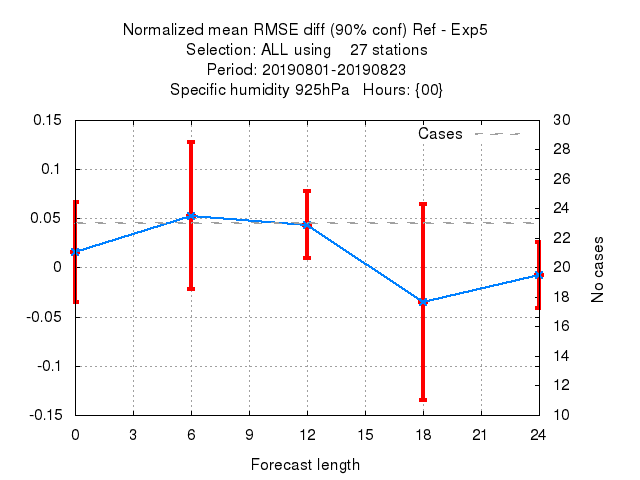 Normalized mean RMSE diff (90% conf) Ref - Exp5
Selection: ALL using    27 stations
Period: 20190801-20190823
Specific humidity 925hPa   Hours: {00}
Cases
0.15
0.1
0.05
0
-0.05
-0.1
-0.15
30
28
26
24
22
20
18
16
14
12
10
No cases
0 3 6 9 12 15 18 21 24
Forecast length